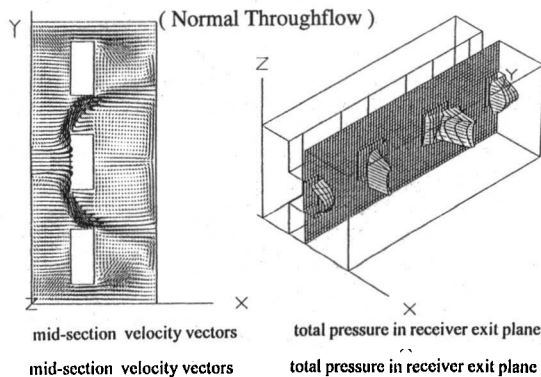 ( Normal Throughflow )
Y
Z
X
Z
Y
X
mid-section velocity vectors
total pressure in receiver exit plane
mid-section velocity vectors
total pressure in receiver exit plane